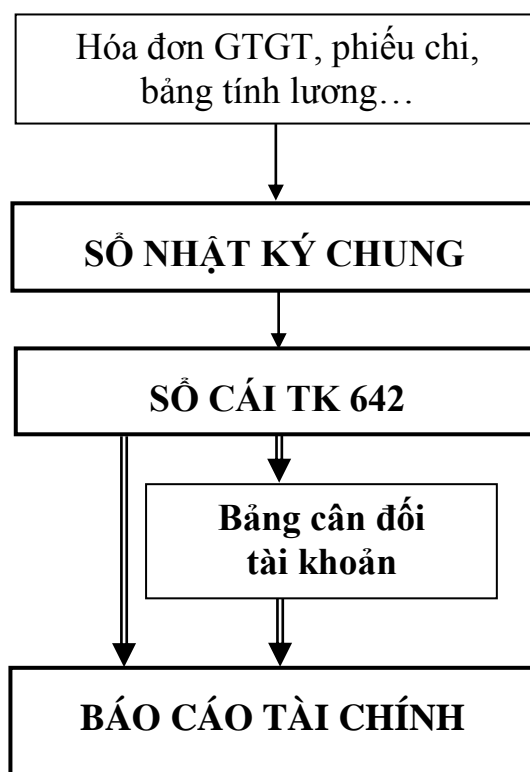 Hóa đơn GTGT, phiếu chi,
bảng tính lương…
SỔ NHẬT KÝ CHUNG
SỔ CÁI TK 642
Bảng cân đối
tài khoản
BÁO CÁO TÀI CHÍNH